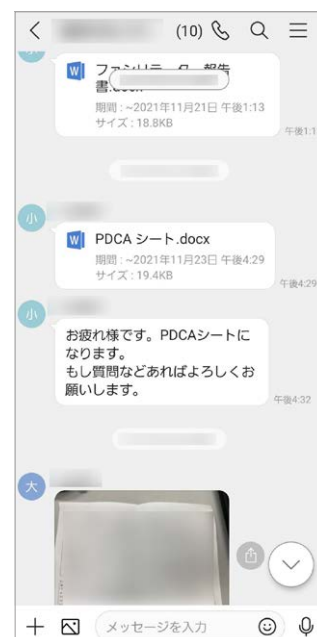 (10)
小
W
ファシリテーター 報告
書.docx
期間 : ~2021年11月21日 午後1:13
サイズ : 18.8KB
午後1:1
小
W
PDCA シート.docx
期間 : ~2021年11月23日 午後4:29
サイズ : 19.4KB
午後4:29
小
お疲れ様です。PDCAシートに
なります。
もし質問などあればよろしくお
願いします。
午後4:32
大
メッセージを入力